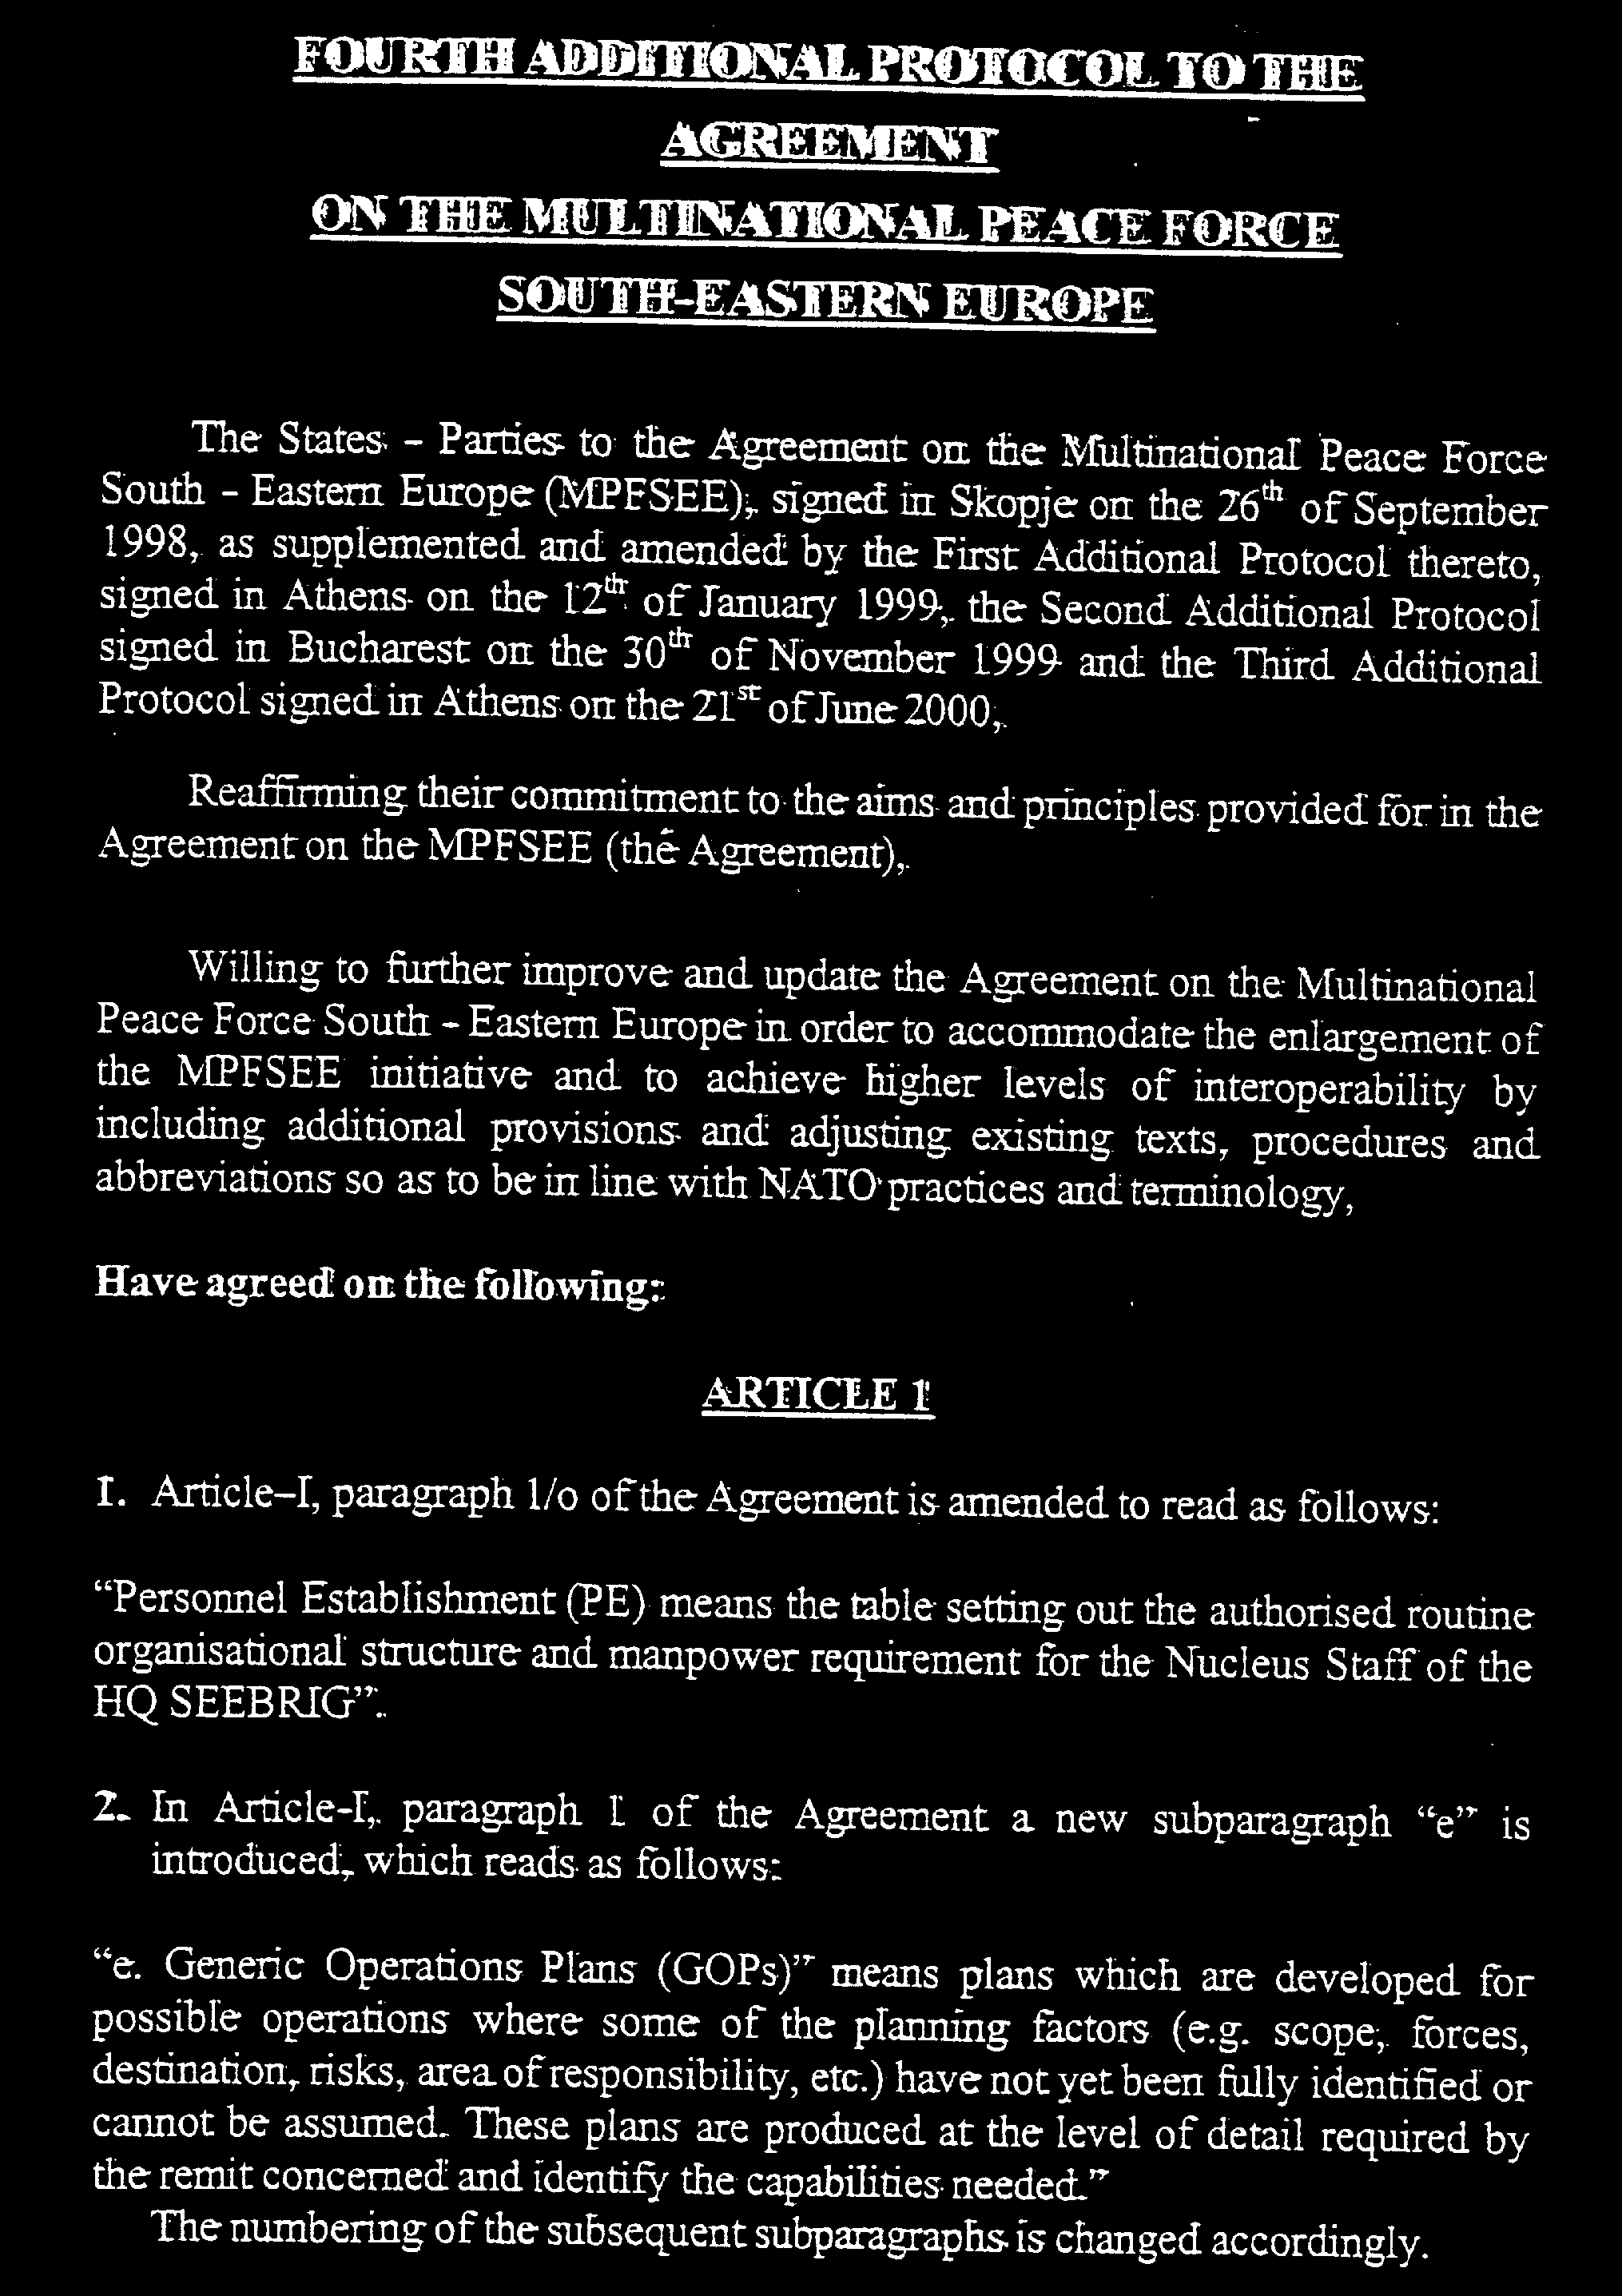 FOURTH ADDITIONAL PROTOCOL TO THE
AGREEMENT
ON THE MULTINATIONAL PEACE FORCE
SOUTH-EASTERN EUROPE
The States - Parties to the Agreement on the Multinational Peace Force
South - Eastern Europe (MPFSEE), signed in Skopje on the 26th of September
1998, as supplemented and amended by the First Additional Protocol thereto,
signed in Athens on the 12th of January 1999, the Second Additional Protocol
signed in Bucharest on the 30th of November 1999 and the Third Additional
Protocol signed in Athens on the 21st of June 2000,
Reaffirming their commitment to the aims and principles provided for in the
Agreement on the MPFSEE (the Agreement),
Willing to further improve and update the Agreement on the Multinational
Peace Force South - Eastern Europe in order to accommodate the enlargement of
the MPFSEE initiative and to achieve higher levels of interoperability by
including additional provisions and adjusting existing texts, procedures and
abbreviations so as to be in line with NATO practices and terminology,
Have agreed on the following:
ARTICLE 1
1. Article–I, paragraph 1/o of the Agreement is amended to read as follows:
“Personnel Establishment (PE) means the table setting out the authorised routine
organisational structure and manpower requirement for the Nucleus Staff of the
HQ SEEBRIG”.
2. In Article-I, paragraph 1 of the Agreement a new subparagraph “e” is
introduced, which reads as follows:
“e. Generic Operations Plans (GOPs)” means plans which are developed for
possible operations where some of the planning factors (e.g. scope, forces,
destination, risks, area of responsibility, etc.) have not yet been fully identified or
cannot be assumed. These plans are produced at the level of detail required by
the remit concerned and identify the capabilities needed.”
The numbering of the subsequent subparagraphs is changed accordingly.